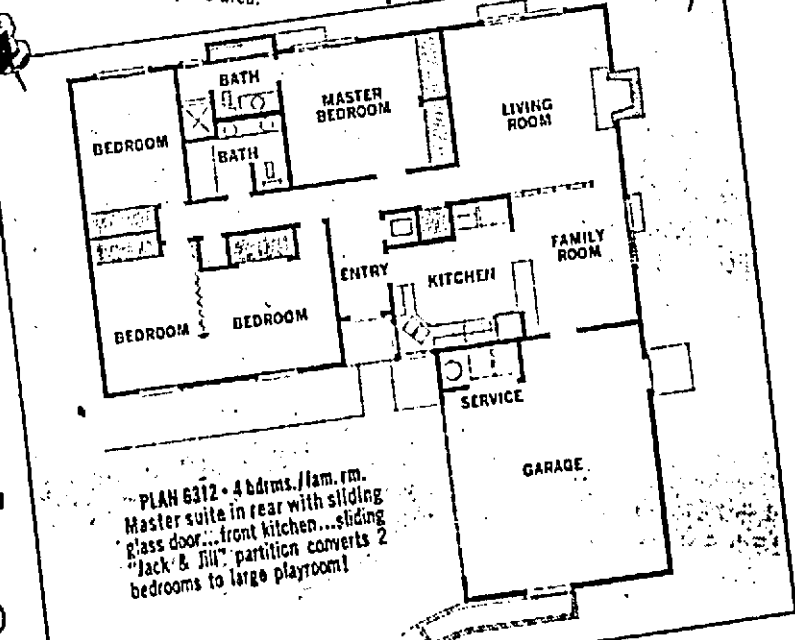 area.
BATH
MASTER
BEDROOM
LIVING
ROOM
BEDROOM
BATH
FAMILY
ROOM
ENTRY
KITCHEN
BEDROOM
BEDROOM
SERVICE
GARAGE
PLAN 6312 • 4 bdrms./fam. rm.
Master suite in rear with sliding
glass door...front kitchen...sliding
"Jack & Jill" partition converts 2
bedrooms to large playroom!